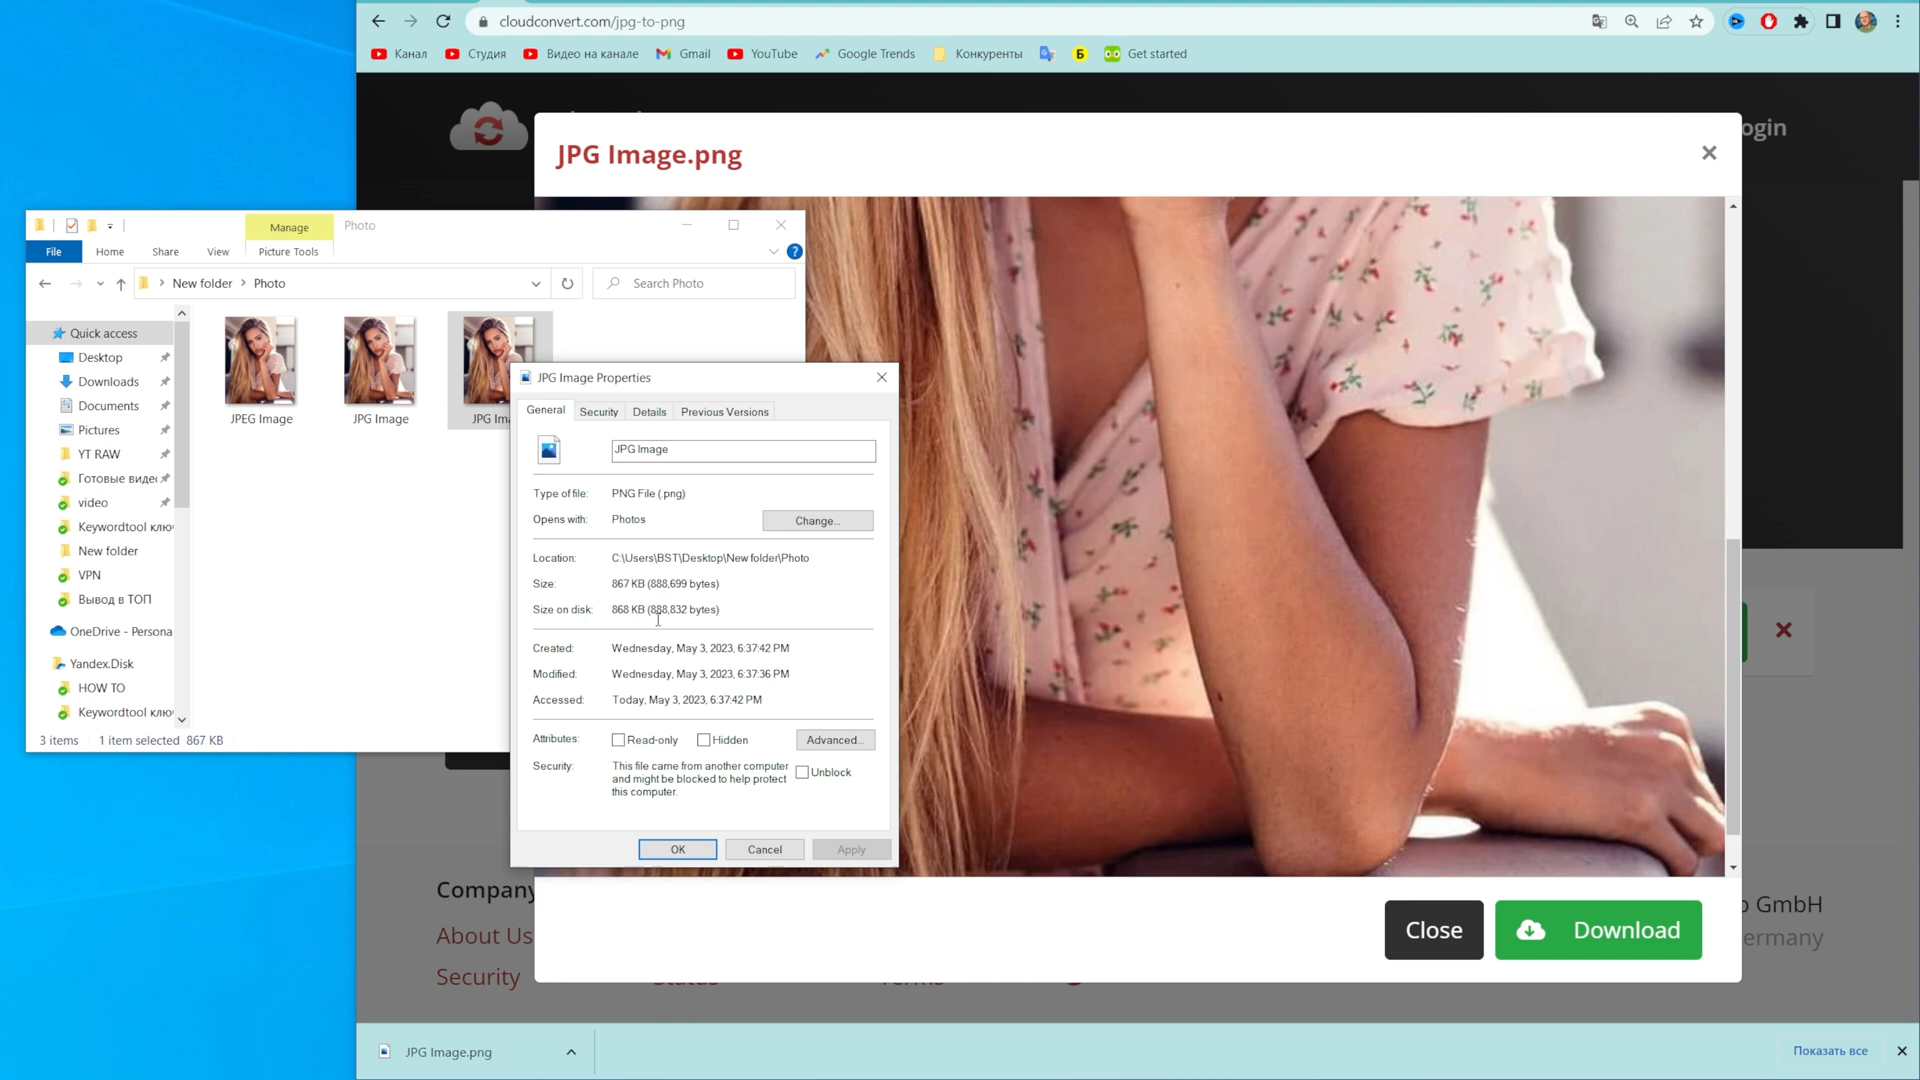 cloudconvert.com/jpg-to-png
Канал
Студия
Видео на канале
Gmail
YouTube
Google Trends
Конкуренты
Б
Get started
JPG Image.png
ogin
Manage
Photo
File
Home
Share
View
Picture Tools
New folder
Photo
Search Photo
Quick access
Desktop
Downloads
Documents
Pictures
YT RAW
Готовые видео
video
Keywordtool клю
New folder
VPN
Вывод в ТОП
OneDrive - Persona
Yandex.Disk
HOW TO
Keywordtool клю
JPEG Image
JPG Image
JPG Im
3 items 1 item selected 867 KB
JPG Image Properties
General
Security
Details
Previous Versions
JPG Image
Type of file: PNG File (.png)
Opens with: Photos
Change...
Location: C:\Users\BST\Desktop\New folder\Photo
Size: 867 KB (888,699 bytes)
Size on disk: 868 KB (888,832 bytes)
Created: Wednesday, May 3, 2023, 6:37:42 PM
Modified: Wednesday, May 3, 2023, 6:37:36 PM
Accessed: Today, May 3, 2023, 6:37:42 PM
Attributes: Read-only Hidden Advanced...
Security: This file came from another computer
and might be blocked to help protect
this computer.
Unblock
OK
Cancel
Apply
Close
Download
Company
About Us
Security
Status
Terms
GmbH
ermany
JPG Image.png
Показать все